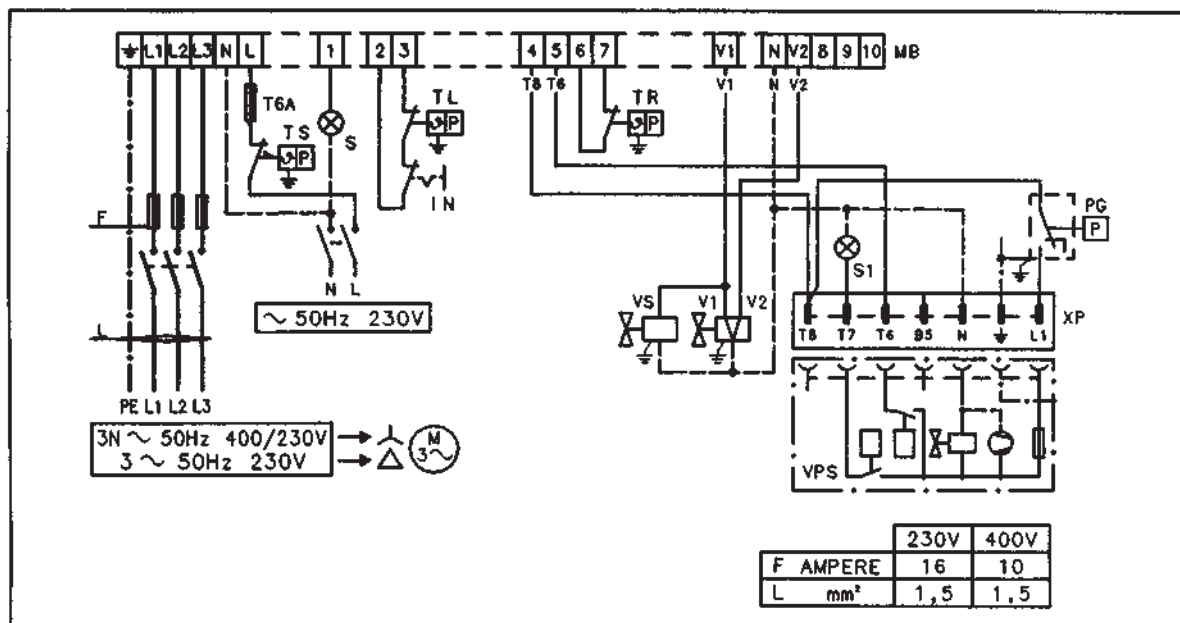 L1 L2 L3 N L 1 2 3 4 5 6 7 V1 N V2 8 9 10 MB
T8 T6 V1 N V2
T6A
TL
TR
TS
S
P
P
P
IN
F
PG
P
N L
S1
∼ 50Hz 230V
VS V1 V2
XP
T8 T7 T6 B5 N L1
L
PE L1 L2 L3
3N ∼ 50Hz 400/230V
3 ∼ 50Hz 230V
M
3∼
VPS
230V 400V
F AMPERE 16 10
L mm² 1,5 1,5